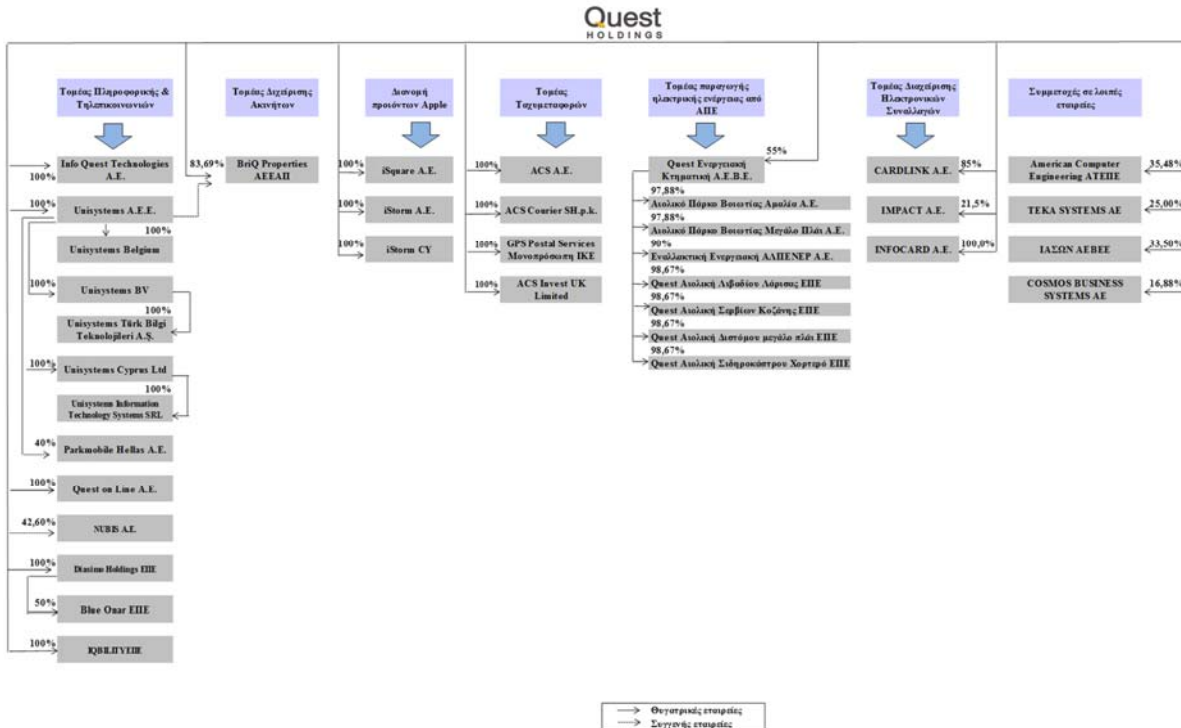 Quest
HOLDINGS
Τομέας Πληροφορικής &
Τηλεπικοινωνιών
Τομέας Διχείρισης
Ακινήτων
Διανομή
προιόντων Apple
Τομέας
Ταχυμεταφορών
Τομέας παραγωγής
ηλεκτρικής ενέργειας από
ΑΠΕ
Τομέας Διαχείρισης
Ηλεκτρονικών
Συναλλαγών
Συμμετοχές σε λοιπές
εταιρείες
Info Quest Technologies
A.E.
100%
Unisystems A.E.E.
100%
100%
Unisystems Belgium
100%
Unisystems BV
100%
Unisystems Türk Bilgi
Teknolojileri A.Ş.
100%
Unisystems Cyprus Ltd
100%
Unisystems Information
Technology Systems SRL
40%
Parkmobile Hellas A.E.
100%
Quest on Line A.E.
42,60%
NUBIS A.E.
100%
Diasimo Holdings ΕΠΕ
50%
Blue Onar ΕΠΕ
100%
IQBILITY ΕΠΕ
83,69%
BriQ Properties
ΑΕΕΑΠ
100%
iSquare A.E.
100%
iStorm A.E.
100%
iStorm CY
100%
ACS A.E.
100%
ACS Courier SH.p.k.
100%
GPS Postal Services
Μονοπρόσωπη ΙΚΕ
100%
ACS Invest UK
Limited
55%
Quest Ενεργειακή
Κτηματική Α.Ε.Β.Ε.
97,88%
Αιολικό Πάρκο Βοιωτίας Αμαλία Α.Ε.
97,88%
Αιολικό Πάρκο Βοιωτίας Μεγάλο Πλάι Α.Ε.
90%
Εναλλακτική Ενεργειακή ΑΛΠΕΝΕΡ Α.Ε.
98,67%
Quest Αιολική Λιβαδίου Λάρισας ΕΠΕ
98,67%
Quest Αιολική Σερβίων Κοζάνης ΕΠΕ
98,67%
Quest Αιολική Διστόμου μεγάλο πλάι ΕΠΕ
98,67%
Quest Αιολική Σιδηροκάστρου Χορτερό ΕΠΕ
CARDLINK A.E.
85%
IMPACT A.E.
21,5%
INFOCARD A.E.
100,0%
American Computer
Engineering ΑΤΕΠΕ
35,48%
TEKA SYSTEMS AE
25,00%
ΙΑΣΩΝ ΑΕΒΕΕ
33,50%
COSMOS BUSINESS
SYSTEMS AE
16,88%
Θυγατρικές εταιρείες
Συγγενής εταιρείες